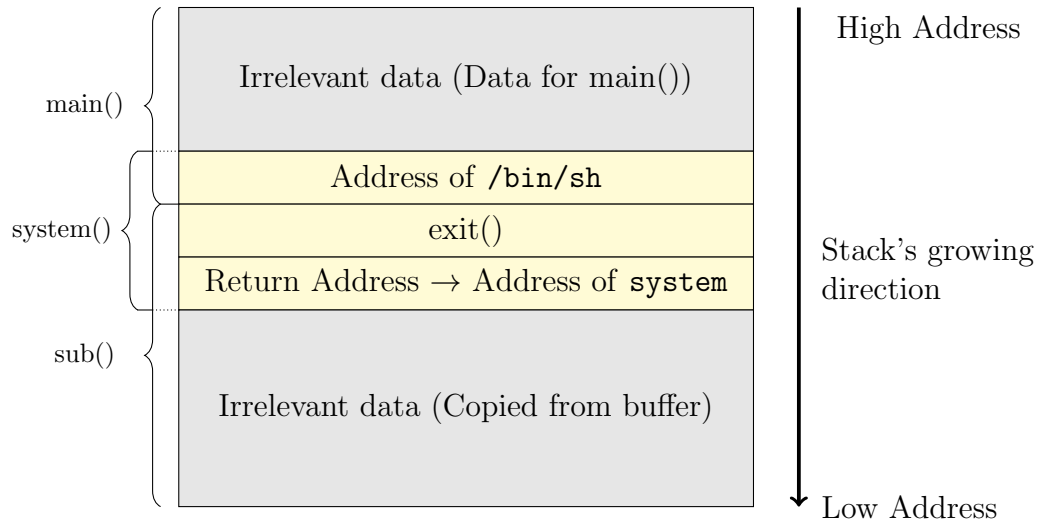 High Address
Irrelevant data (Data for main())
main()
Address of /bin/sh
system()
exit()
Stack's growing
direction
Return Address → Address of system
sub()
Irrelevant data (Copied from buffer)
Low Address